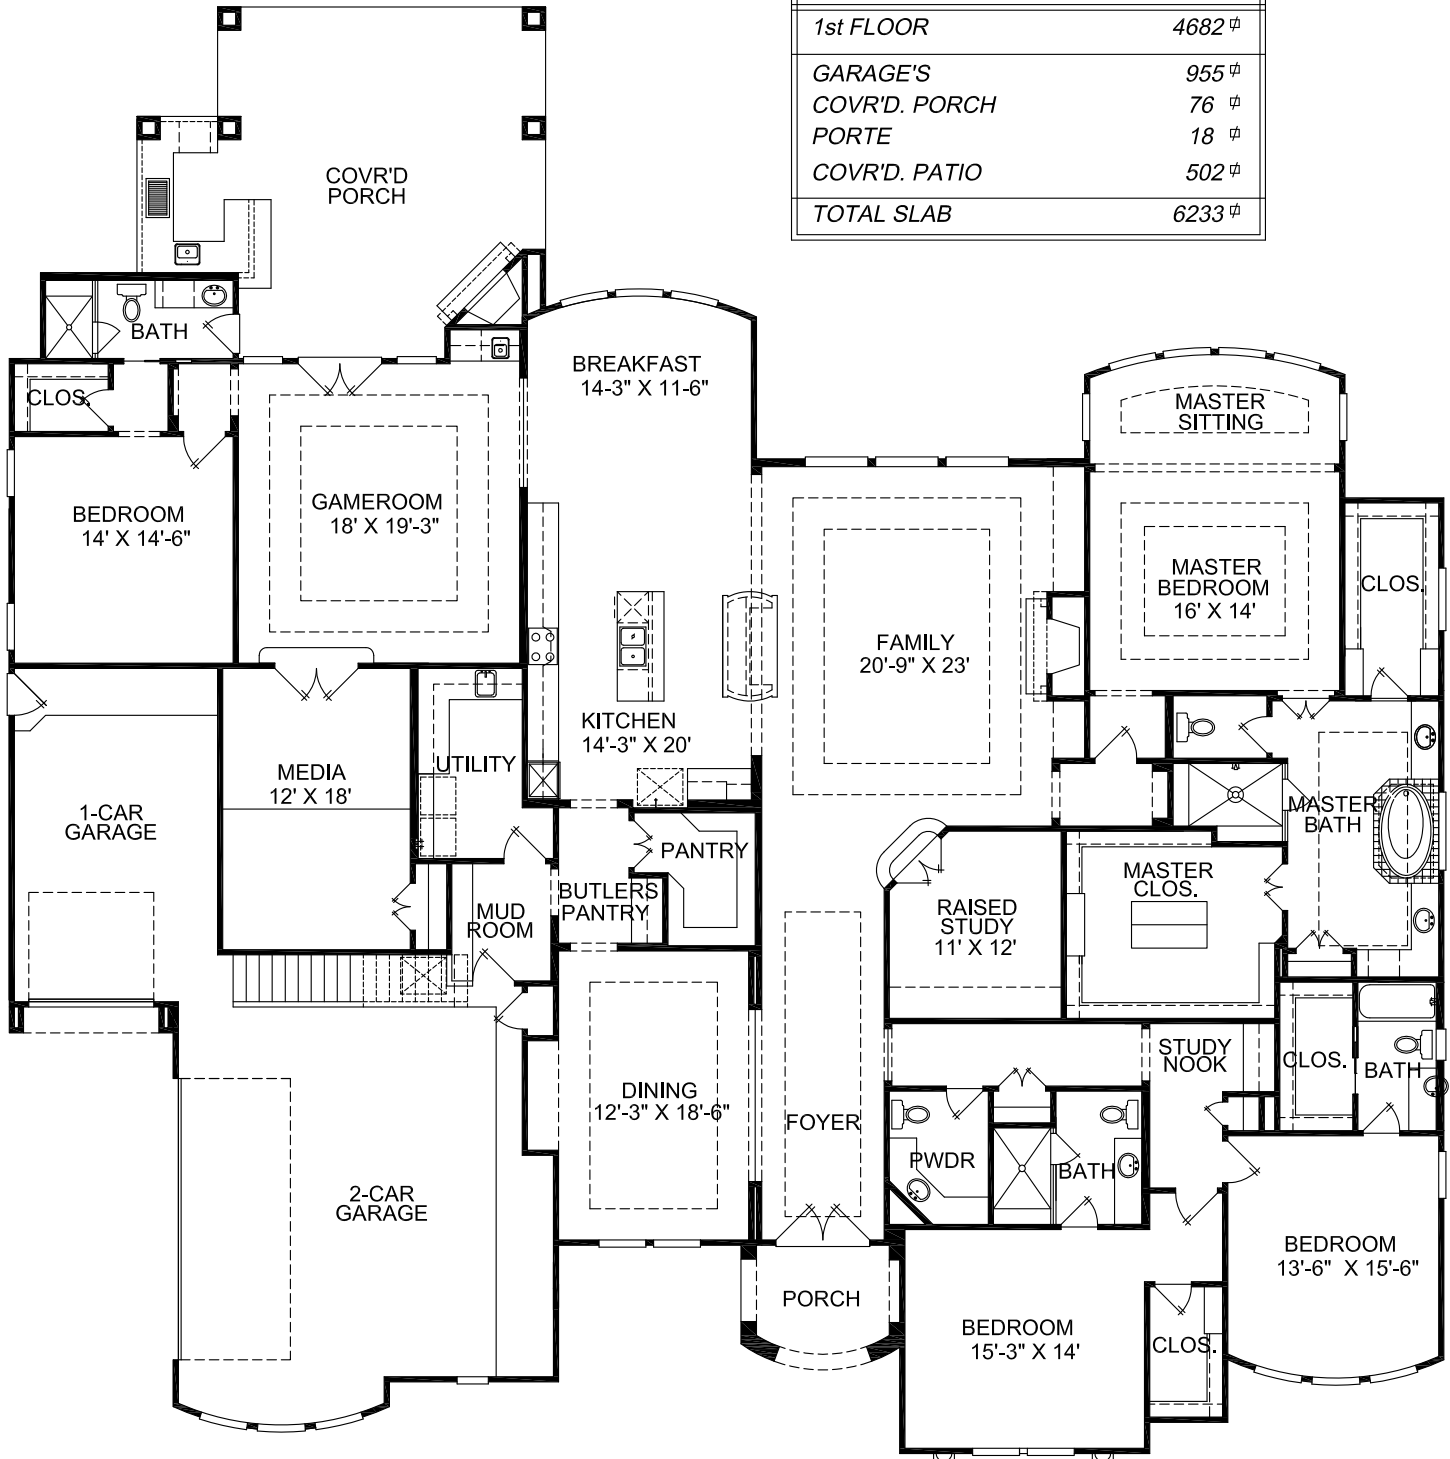 1st FLOOR 4682
GARAGE'S 955
COVR'D. PORCH 76
PORTE 18
COVR'D. PATIO 502
TOTAL SLAB 6233
COVR'D
PORCH
BATH
CLOS.
BREAKFAST
14'-3" X 11'-6"
MASTER
SITTING
BEDROOM
14' X 14'-6"
GAMEROOM
18' X 19'-3"
MASTER
BEDROOM
16' X 14'
CLOS.
FAMILY
20'-9" X 23'
KITCHEN
14'-3" X 20'
UTILITY
MEDIA
12' X 18'
1-CAR
GARAGE
MASTER
BATH
PANTRY
MASTER
CLOS.
BUTLERS
PANTRY
MUD
ROOM
RAISED
STUDY
11' X 12'
STUDY
NOOK
CLOS.
BATH
DINING
12'-3" X 18'-6"
FOYER
PWDR
BATH
2-CAR
GARAGE
BEDROOM
13'-6" X 15'-6"
PORCH
BEDROOM
15'-3" X 14'
CLOS.